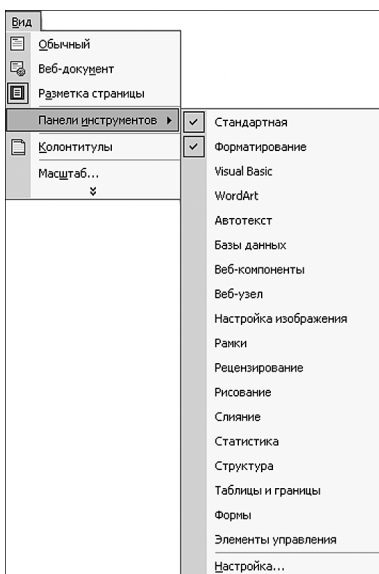 Вид
Обычный
Веб-документ
Разметка страницы
Панели инструментов
Колонтитулы
Масштаб...
Стандартная
Форматирование
Visual Basic
WordArt
Автотекст
Базы данных
Веб-компоненты
Веб-узел
Настройка изображения
Рамки
Рецензирование
Рисование
Слияние
Статистика
Структура
Таблицы и границы
Формы
Элементы управления
Настройка...